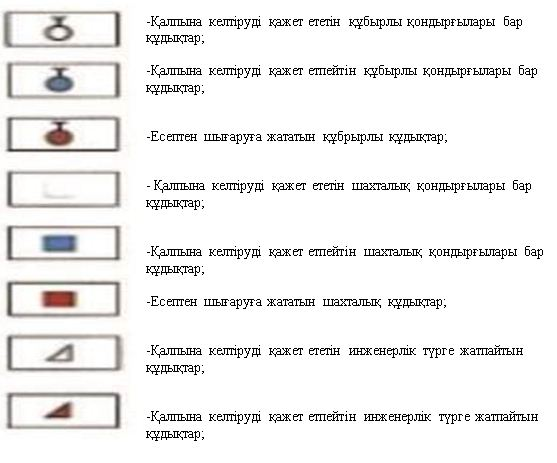 -Қалпына келтіруді қажет ететін құбырлы қондырғылары бар
құдықтар;
-Қалпына келтіруді қажет етпейтін құбырлы қондырғылары бар
құдықтар;
-Есептен шығаруға жататын құбрырлы құдықтар;
- Қалпына келтіруді қажет ететін шахталық қондырғылары бар
құдықтар;
-Қалпына келтіруді қажет етпейтін шахталық қондырғылары бар
құдықтар;
-Есептен шығаруға жататын шахталық құдықтар;
-Қалпына келтіруді қажет ететін инженерлік түрге жатпайтын
құдықтар;
-Қалпына келтіруді қажет етпейтін инженерлік түрге жатпайтын
құдықтар;